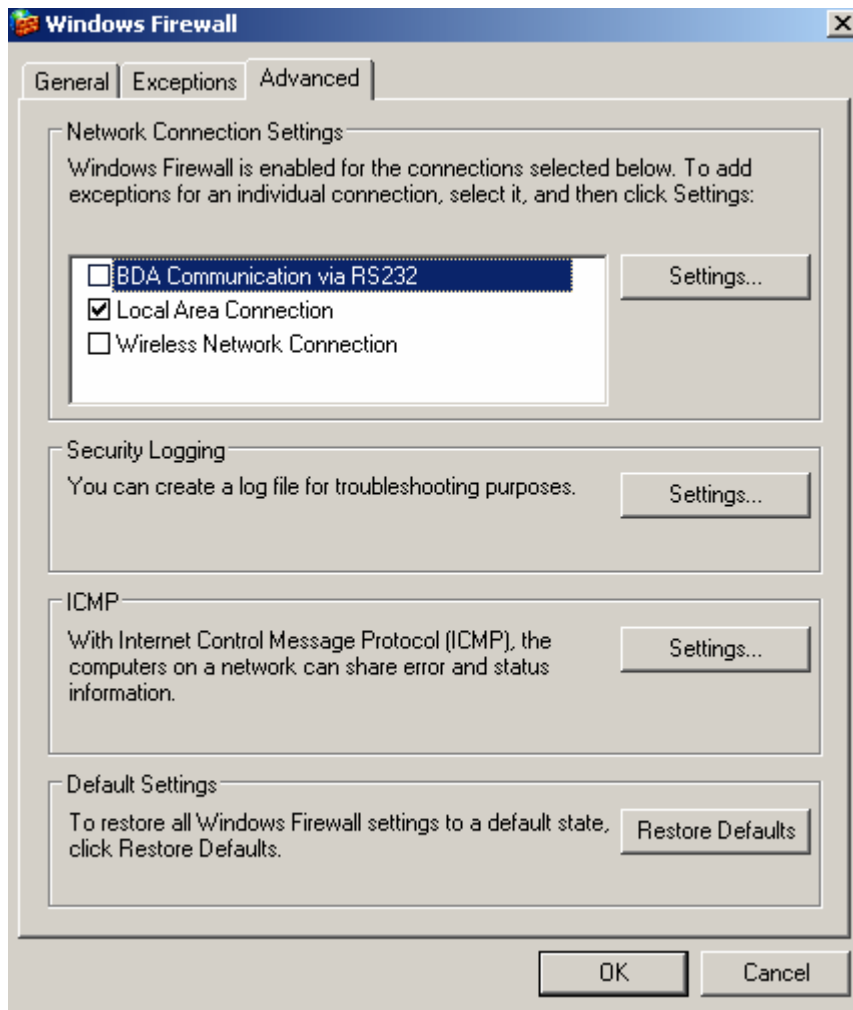 Windows Firewall
General
Exceptions
Advanced
Network Connection Settings
Windows Firewall is enabled for the connections selected below. To add
exceptions for an individual connection, select it, and then click Settings:
BDA Communication via RS232
Local Area Connection
Wireless Network Connection
Settings...
Security Logging
You can create a log file for troubleshooting purposes.
Settings...
ICMP
With Internet Control Message Protocol (ICMP), the
computers on a network can share error and status
information.
Settings...
Default Settings
To restore all Windows Firewall settings to a default state,
click Restore Defaults.
Restore Defaults
OK
Cancel